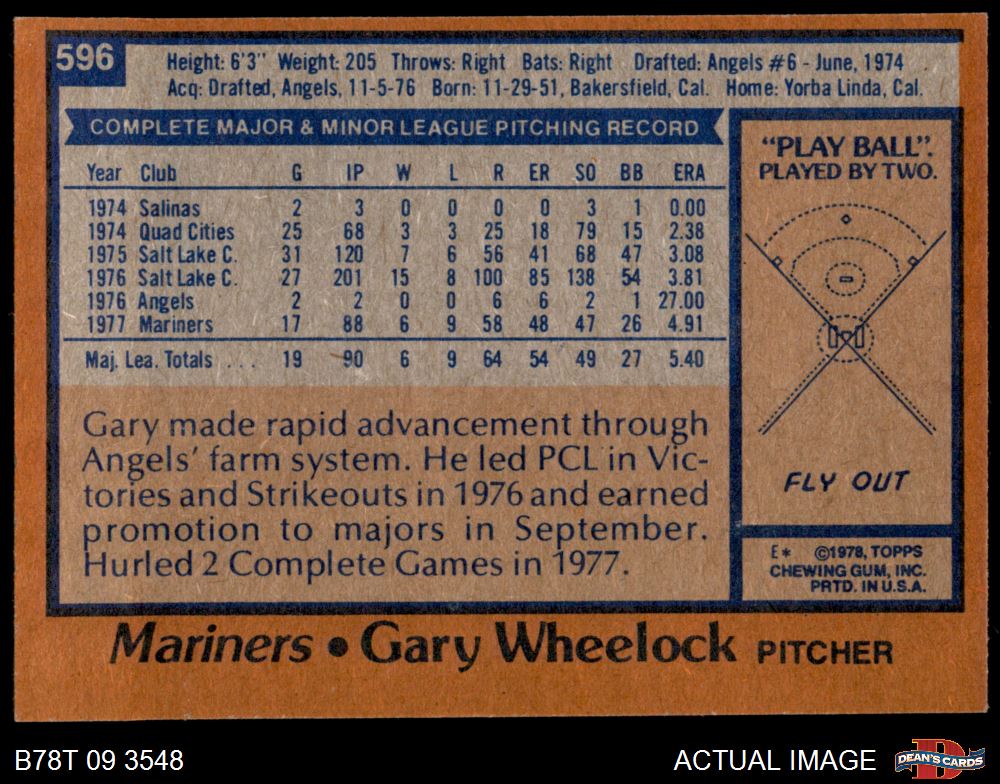 596
Height: 6'3" Weight: 205 Throws: Right Bats: Right Drafted: Angels #6 - June, 1974
Acq: Drafted, Angels, 11-5-76 Born: 11-29-51, Bakersfield, Cal. Home: Yorba Linda, Cal.
COMPLETE MAJOR & MINOR LEAGUE PITCHING RECORD
Year Club G IP W L R ER SO BB ERA
1974 Salinas 2 3 0 0 0 0 3 1 0.00
1974 Quad Cities 25 68 3 3 25 18 79 15 2.38
1975 Salt Lake C. 31 120 7 6 56 41 68 47 3.08
1976 Salt Lake C. 27 201 15 8 100 85 138 54 3.81
1976 Angels 2 2 0 0 6 6 2 1 27.00
1977 Mariners 17 88 6 9 58 48 47 26 4.91
Maj. Lea. Totals . . . 19 90 6 9 64 54 49 27 5.40
Gary made rapid advancement through
Angels' farm system. He led PCL in Vic-
tories and Strikeouts in 1976 and earned
promotion to majors in September.
Hurled 2 Complete Games in 1977.
"PLAY BALL".
PLAYED BY TWO.
FLY OUT
E* ©1978, TOPPS
CHEWING GUM, INC.
PRTD. IN U.S.A.
Mariners • Gary Wheelock PITCHER
B78T 09 3548
ACTUAL IMAGE
DEAN'S CARDS